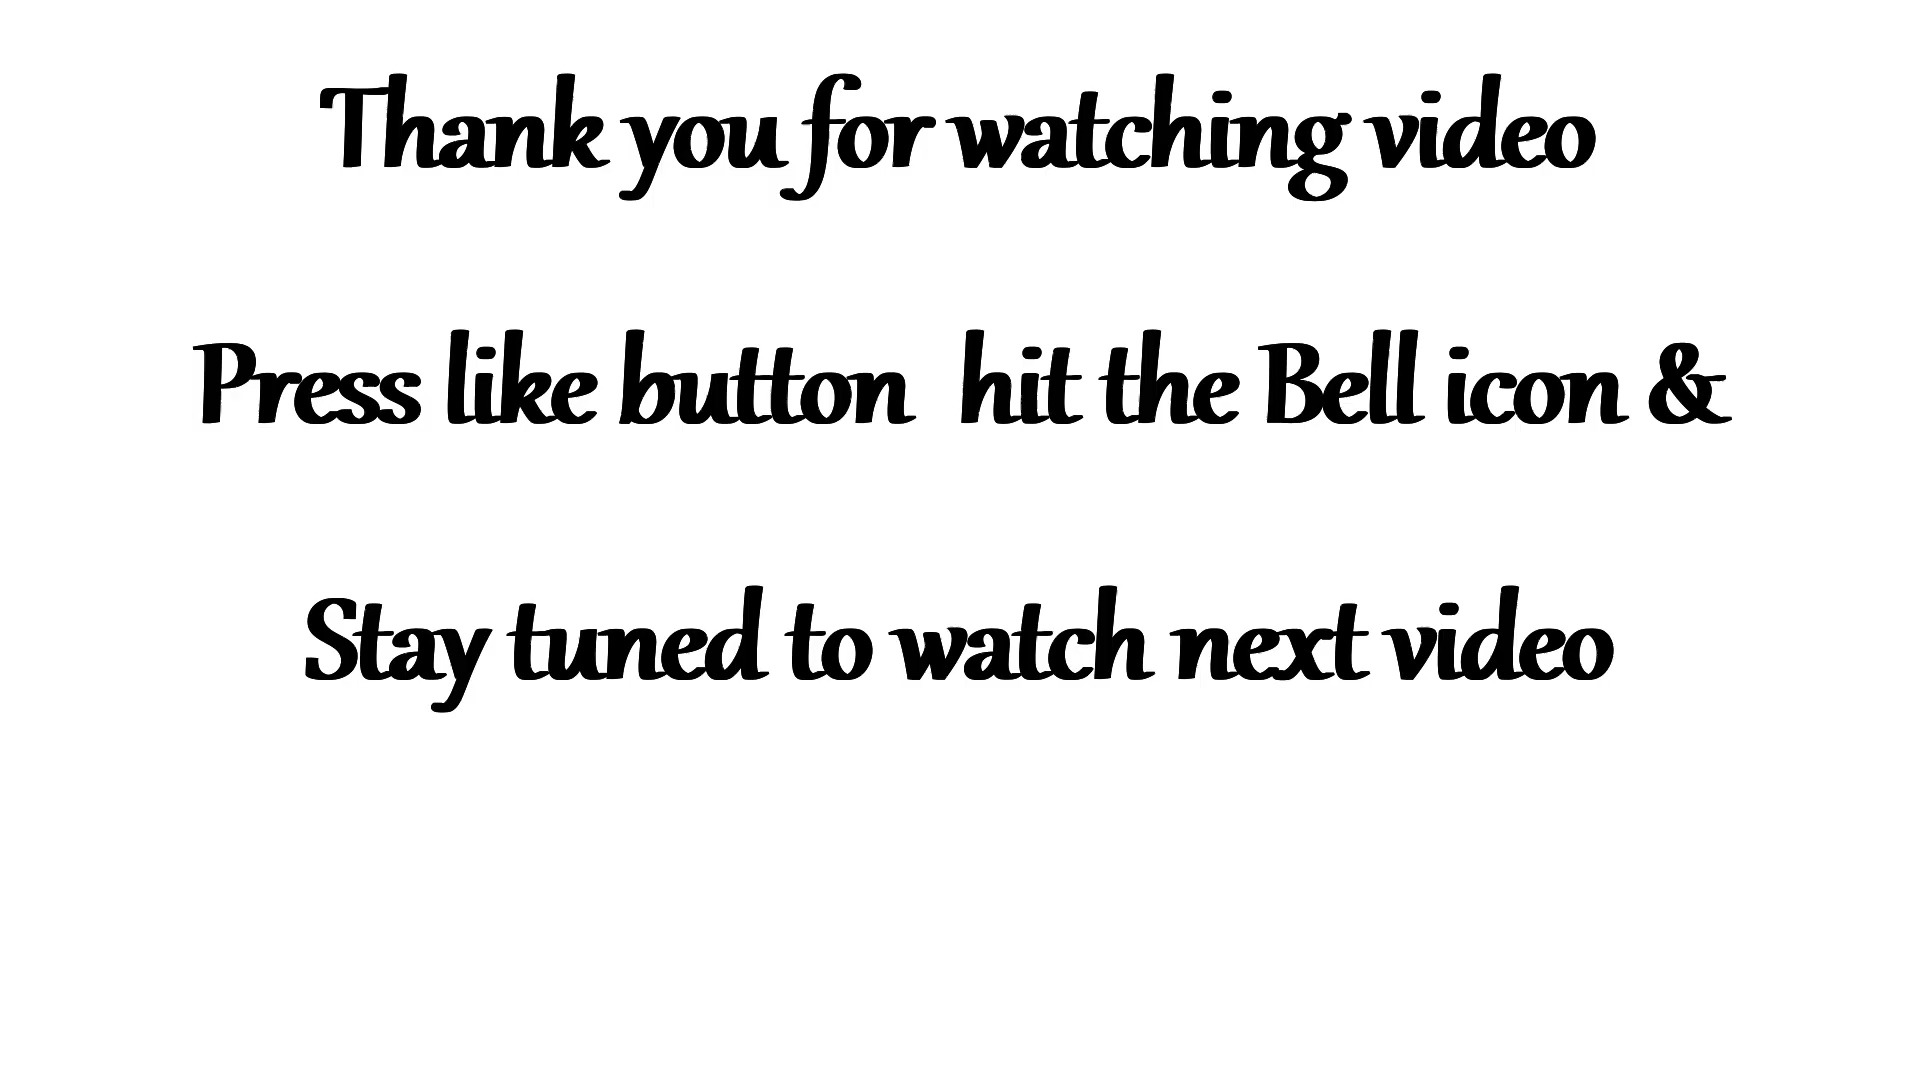 Thank you for watching video
Press like button  hit the Bell icon &
Stay tuned to watch next video